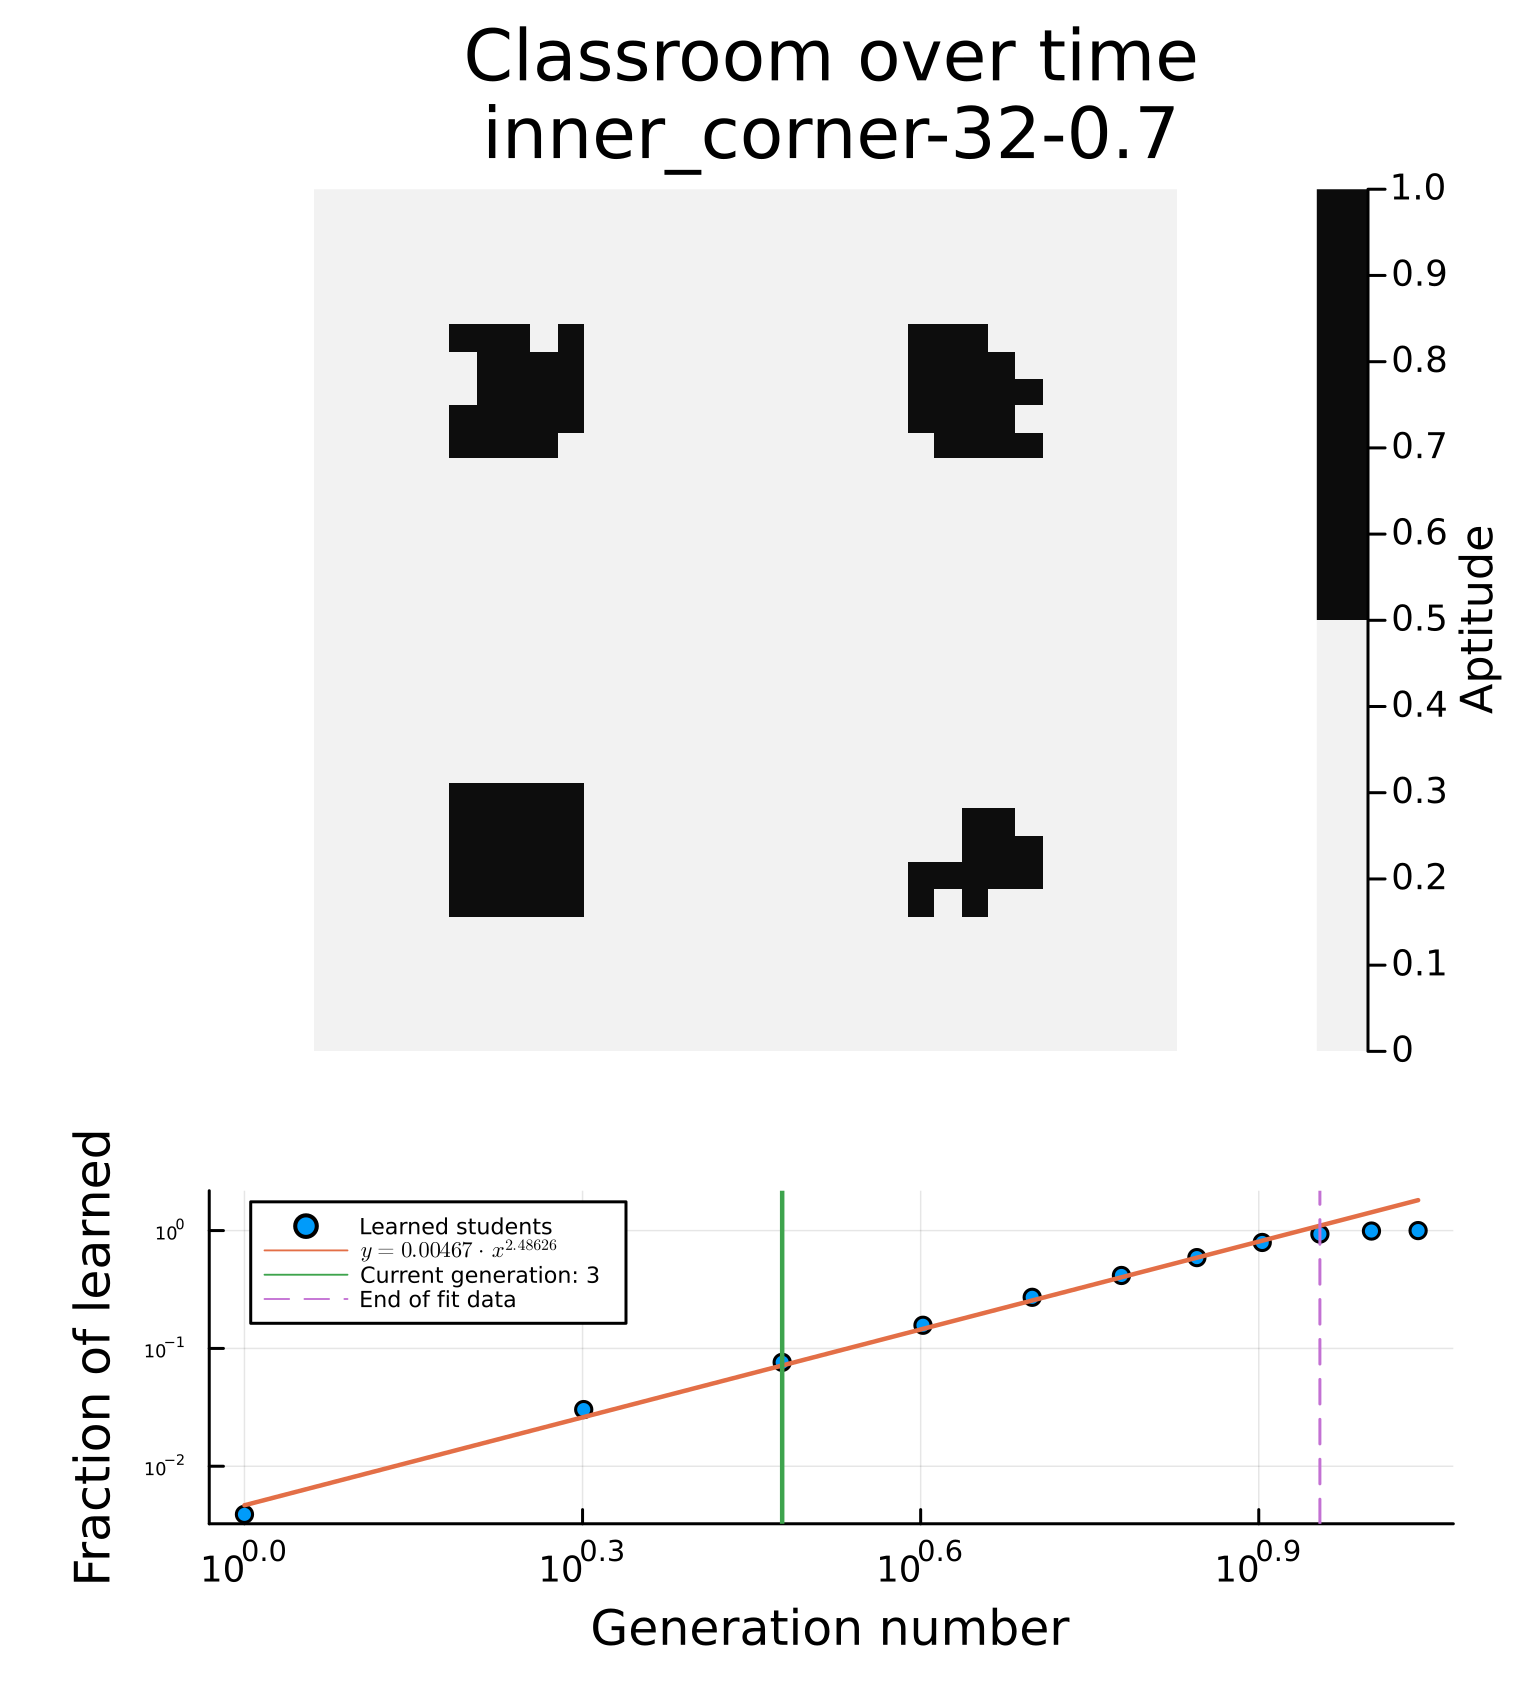 Classroom over time
inner_corner-32-0.7
1.0
0.9
0.8
0.7
0.6
0.5
0.4
0.3
0.2
0.1
0
Aptitude
Fraction of learned
10^0
10^-1
10^-2
Learned students
y = 0.00467 · x^2.48626
Current generation: 3
End of fit data
10^0.0
10^0.3
10^0.6
10^0.9
Generation number